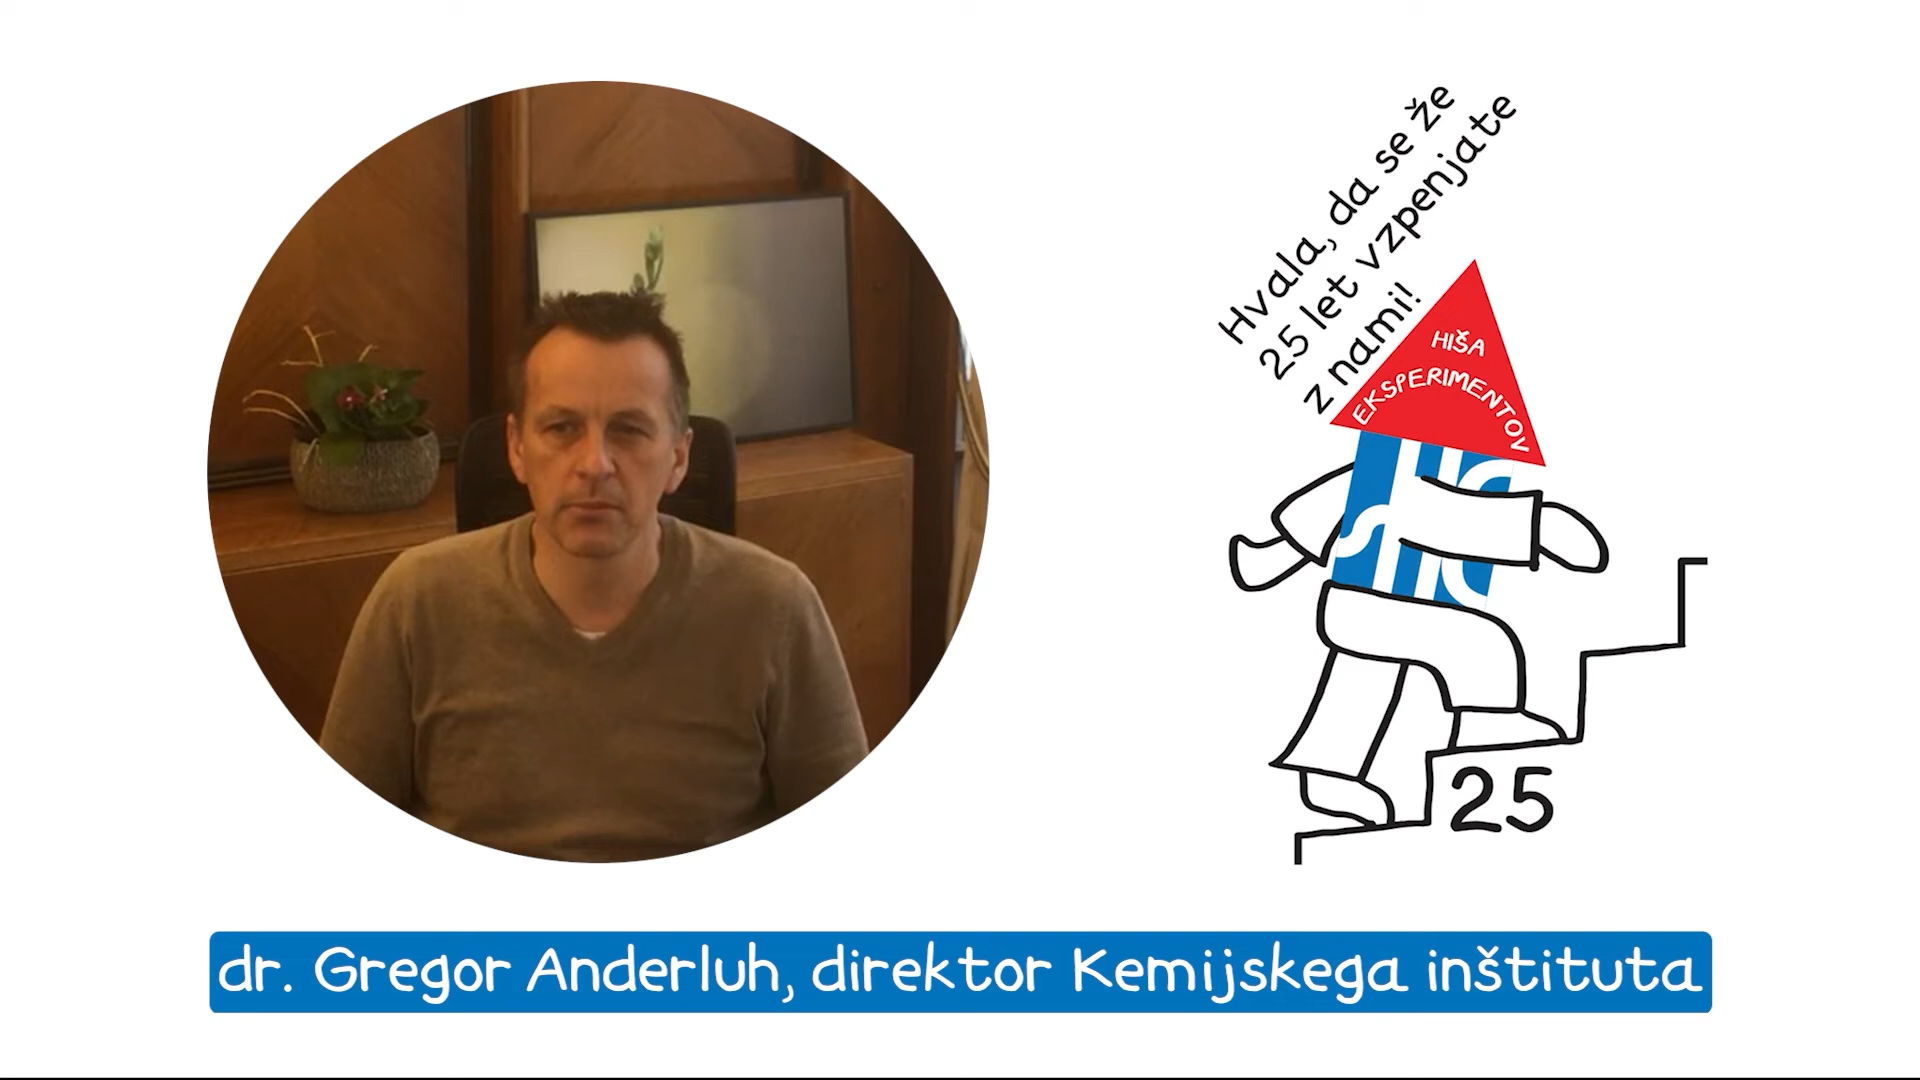 Hvala, da se že
25 let vzpenjate
z nami!
HIŠA
EKSPERIMENTOV
25
dr. Gregor Anderluh, direktor Kemijskega inštituta